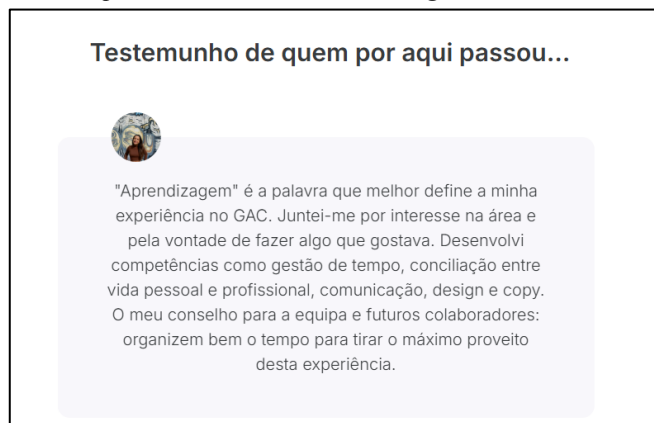 Testemunho de quem por aqui passou...
"Aprendizagem" é a palavra que melhor define a minha
experiência no GAC. Juntei-me por interesse na área e
pela vontade de fazer algo que gostava. Desenvolvi
competências como gestão de tempo, conciliação entre
vida pessoal e profissional, comunicação, design e copy.
O meu conselho para a equipa e futuros colaboradores:
organizem bem o tempo para tirar o máximo proveito
desta experiência.